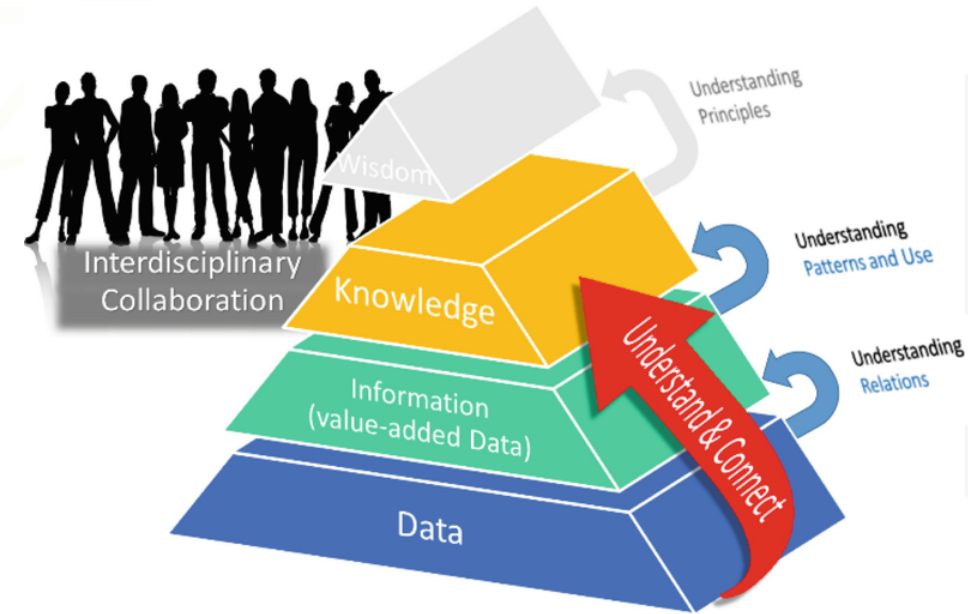 Understanding
Principles
Wisdom
Interdisciplinary
Collaboration
Knowledge
Understanding
Patterns and Use
Understand & Connect
Understanding
Relations
Information
(value-added Data)
Data